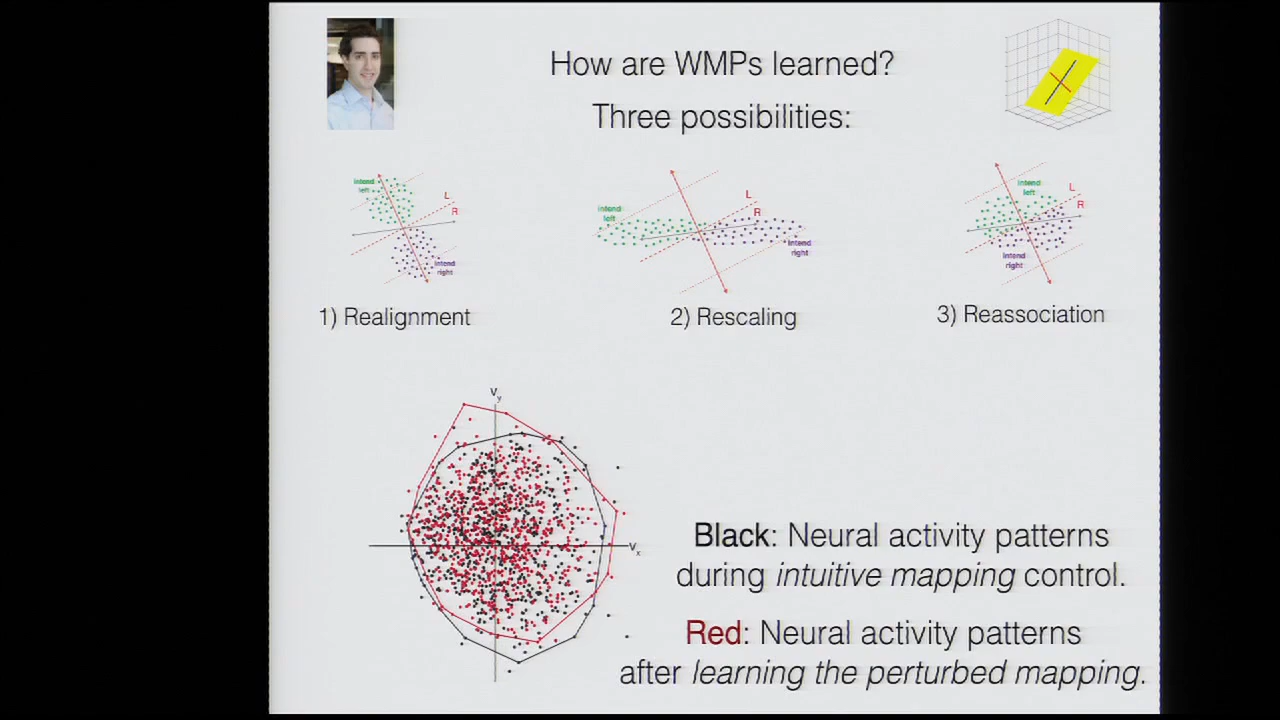 How are WMPs learned?
Three possibilities:
Intend
left
L
R
Intend
right
1) Realignment
Intend
left
L
R
Intend
right
2) Rescaling
Intend
left
L
R
Intend
right
3) Reassociation
vy
vx
Black: Neural activity patterns
during intuitive mapping control.
Red: Neural activity patterns
after learning the perturbed mapping.